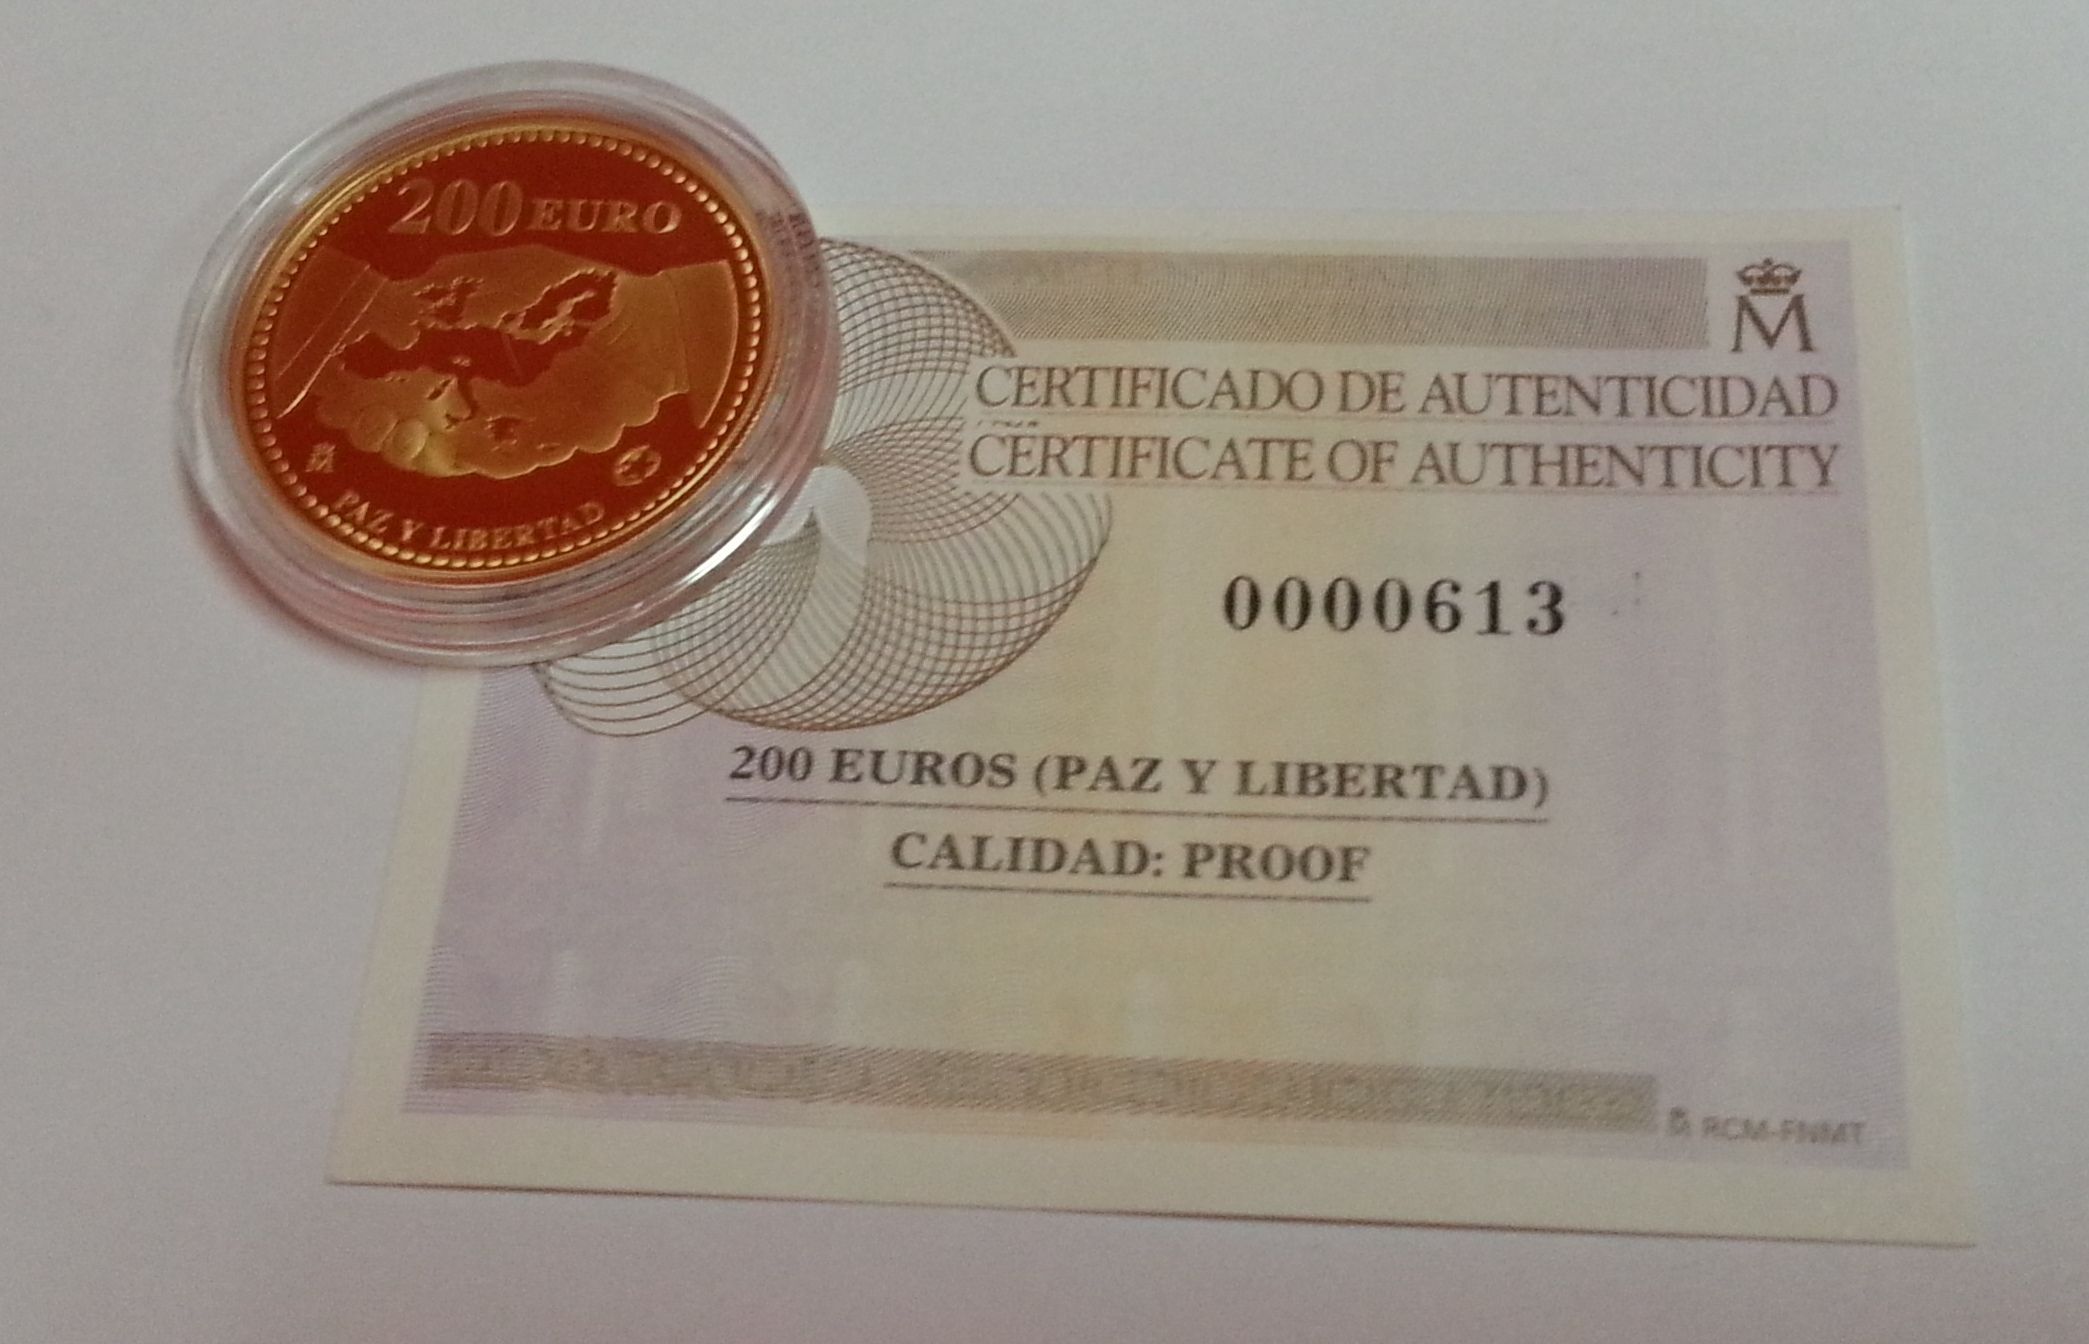 200 EURO
PAZ Y LIBERTAD
M
CERTIFICADO DE AUTENTICIDAD
CERTIFICATE OF AUTHENTICITY
0000613
200 EUROS (PAZ Y LIBERTAD)
CALIDAD: PROOF
RCM-FNMT